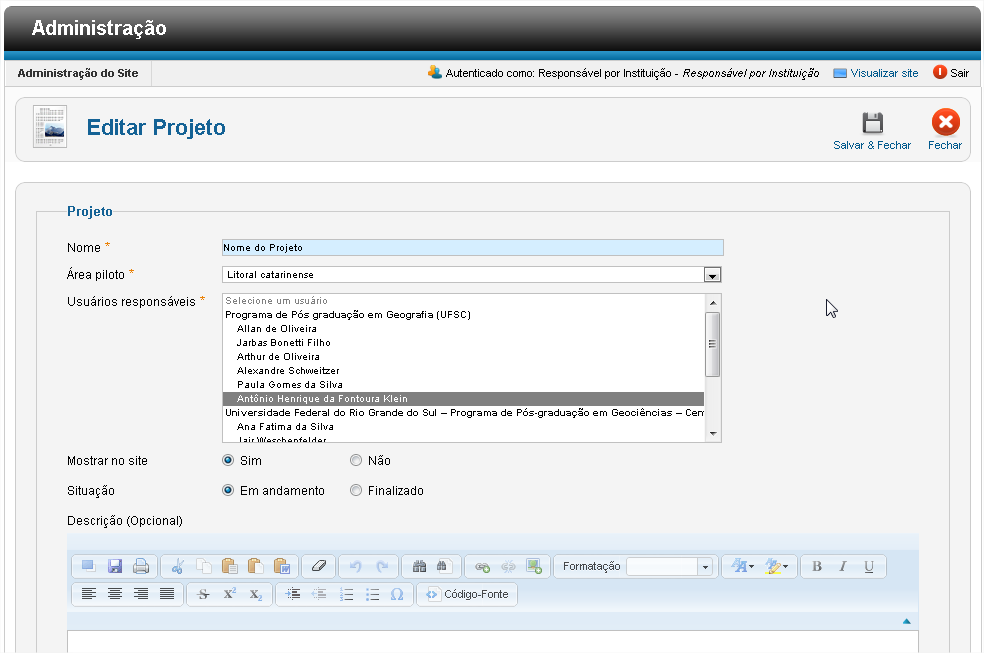 Administração
Administração do Site
Autenticado como: Responsável por Instituição - Responsável por Instituição
Visualizar site
Sair
Editar Projeto
Salvar & Fechar
Fechar
Projeto
Nome *
Nome do Projeto
Área piloto *
Litoral catarinense
Usuários responsáveis *
Selecione um usuário
Programa de Pós graduação em Geografia (UFSC)
Allan de Oliveira
Jarbas Bonetti Filho
Arthur de Oliveira
Alexandre Schweitzer
Paula Gomes da Silva
Antônio Henrique da Fontoura Klein
Universidade Federal do Rio Grande do Sul – Programa de Pós-graduação em Geociências – Cen
Ana Fatima da Silva
Jair Weschenfelder
Mostrar no site
Sim
Não
Situação
Em andamento
Finalizado
Descrição (Opcional)
Formatação
B I U
S X² X₂
Código-Fonte